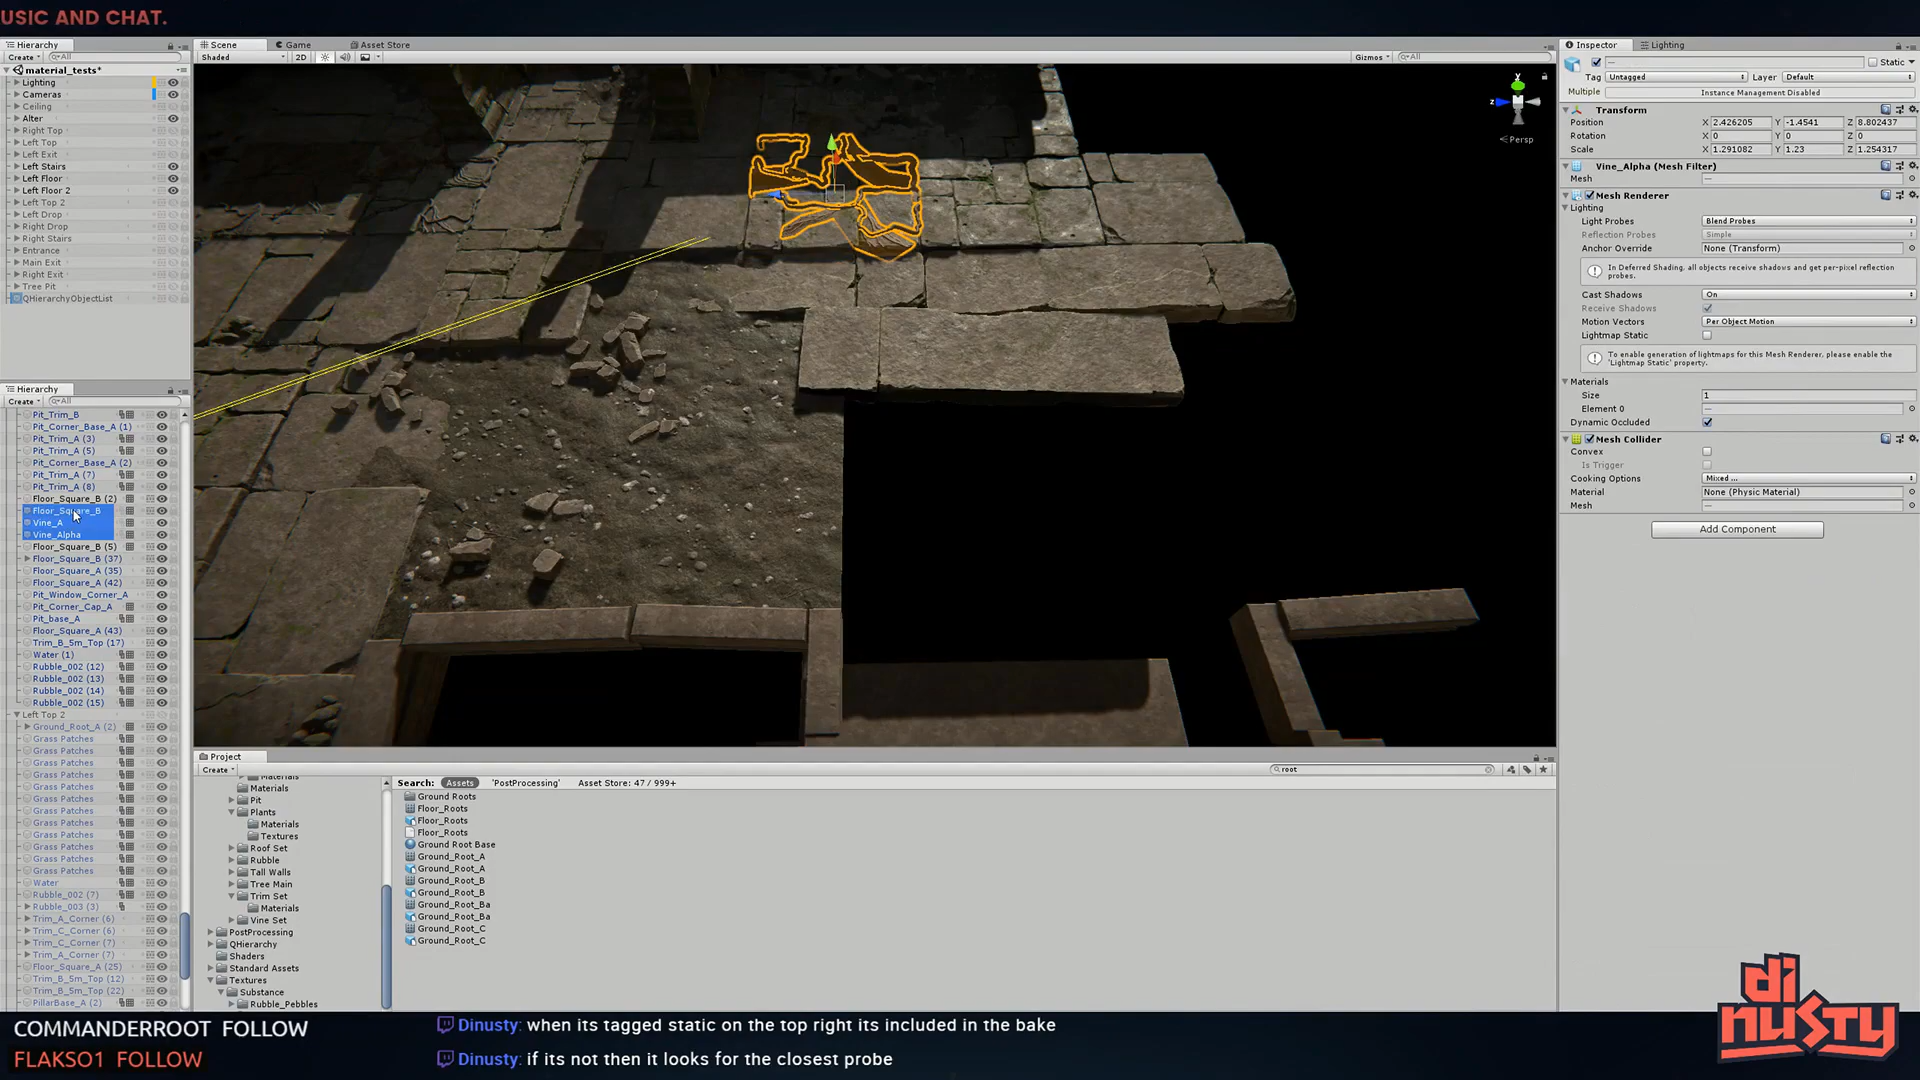 USIC AND CHAT.
Hierarchy
Create
All
material_tests*
Lighting
Cameras
Ceiling
Alter
Right Top
Left Top
Left Exit
Left Stairs
Left Floor
Left Floor 2
Left Top 2
Left Drop
Right Drop
Right Stairs
Entrance
Main Exit
Right Exit
Tree Pit
QHierarchyObjectList
Hierarchy
Create
All
Pit_Trim_B
Pit_Corner_Base_A (1)
Pit_Trim_A (3)
Pit_Trim_A (5)
Pit_Corner_Base_A (2)
Pit_Trim_A (7)
Pit_Trim_A (8)
Floor_Square_B (2)
Floor_Square_B
Vine_A
Vine_Alpha
Floor_Square_B (5)
Floor_Square_B (37)
Floor_Square_A (35)
Floor_Square_A (42)
Pit_Window_Corner_A
Pit_Corner_Cap_A
Pit_base_A
Floor_Square_A (43)
Trim_B_5m_Top (17)
Water (1)
Rubble_002 (12)
Rubble_002 (13)
Rubble_002 (14)
Rubble_002 (15)
Left Top 2
Ground_Root_A (2)
Grass Patches
Grass Patches
Grass Patches
Grass Patches
Grass Patches
Grass Patches
Grass Patches
Grass Patches
Grass Patches
Grass Patches
Grass Patches
Grass Patches
Water
Rubble_002 (7)
Rubble_003 (3)
Trim_A_Corner (6)
Trim_C_Corner (6)
Trim_C_Corner (7)
Trim_A_Corner (7)
Floor_Square_A (25)
Trim_B_5m_Top (12)
Trim_B_5m_Top (22)
PillarBase_A (2)
Scene
Game
Asset Store
Shaded
2D
Gizmos
All
y
z
Persp
Project
Create
root
Materials
Materials
Pit
Plants
Materials
Textures
Roof Set
Rubble
Tall Walls
Tree Main
Trim Set
Materials
Vine Set
PostProcessing
QHierarchy
Shaders
Standard Assets
Textures
Substance
Rubble_Pebbles
Search: Assets 'PostProcessing' Asset Store: 47 / 999+
Ground Roots
Floor_Roots
Floor_Roots
Floor_Roots
Ground Root Base
Ground_Root_A
Ground_Root_A
Ground_Root_B
Ground_Root_B
Ground_Root_Ba
Ground_Root_Ba
Ground_Root_C
Ground_Root_C
Inspector
Lighting
—
Static
Tag Untagged Layer Default
Multiple Instance Management Disabled
Transform
Position X 2.426205 Y -1.4541 Z 8.802437
Rotation X 0 Y 0 Z 0
Scale X 1.291082 Y 1.23 Z 1.254317
Vine_Alpha (Mesh Filter)
Mesh —
Mesh Renderer
Lighting
Light Probes Blend Probes
Reflection Probes Simple
Anchor Override None (Transform)
In Deferred Shading, all objects receive shadows and get per-pixel reflection
probes.
Cast Shadows On
Receive Shadows
Motion Vectors Per Object Motion
Lightmap Static
To enable generation of lightmaps for this Mesh Renderer, please enable the
'Lightmap Static' property.
Materials
Size 1
Element 0 —
Dynamic Occluded
Mesh Collider
Convex
Is Trigger
Cooking Options Mixed ...
Material None (Physic Material)
Mesh —
Add Component
COMMANDERROOT FOLLOW
FLAKSO1 FOLLOW
Dinusty: when its tagged static on the top right its included in the bake
Dinusty: if its not then it looks for the closest probe
di
nusty